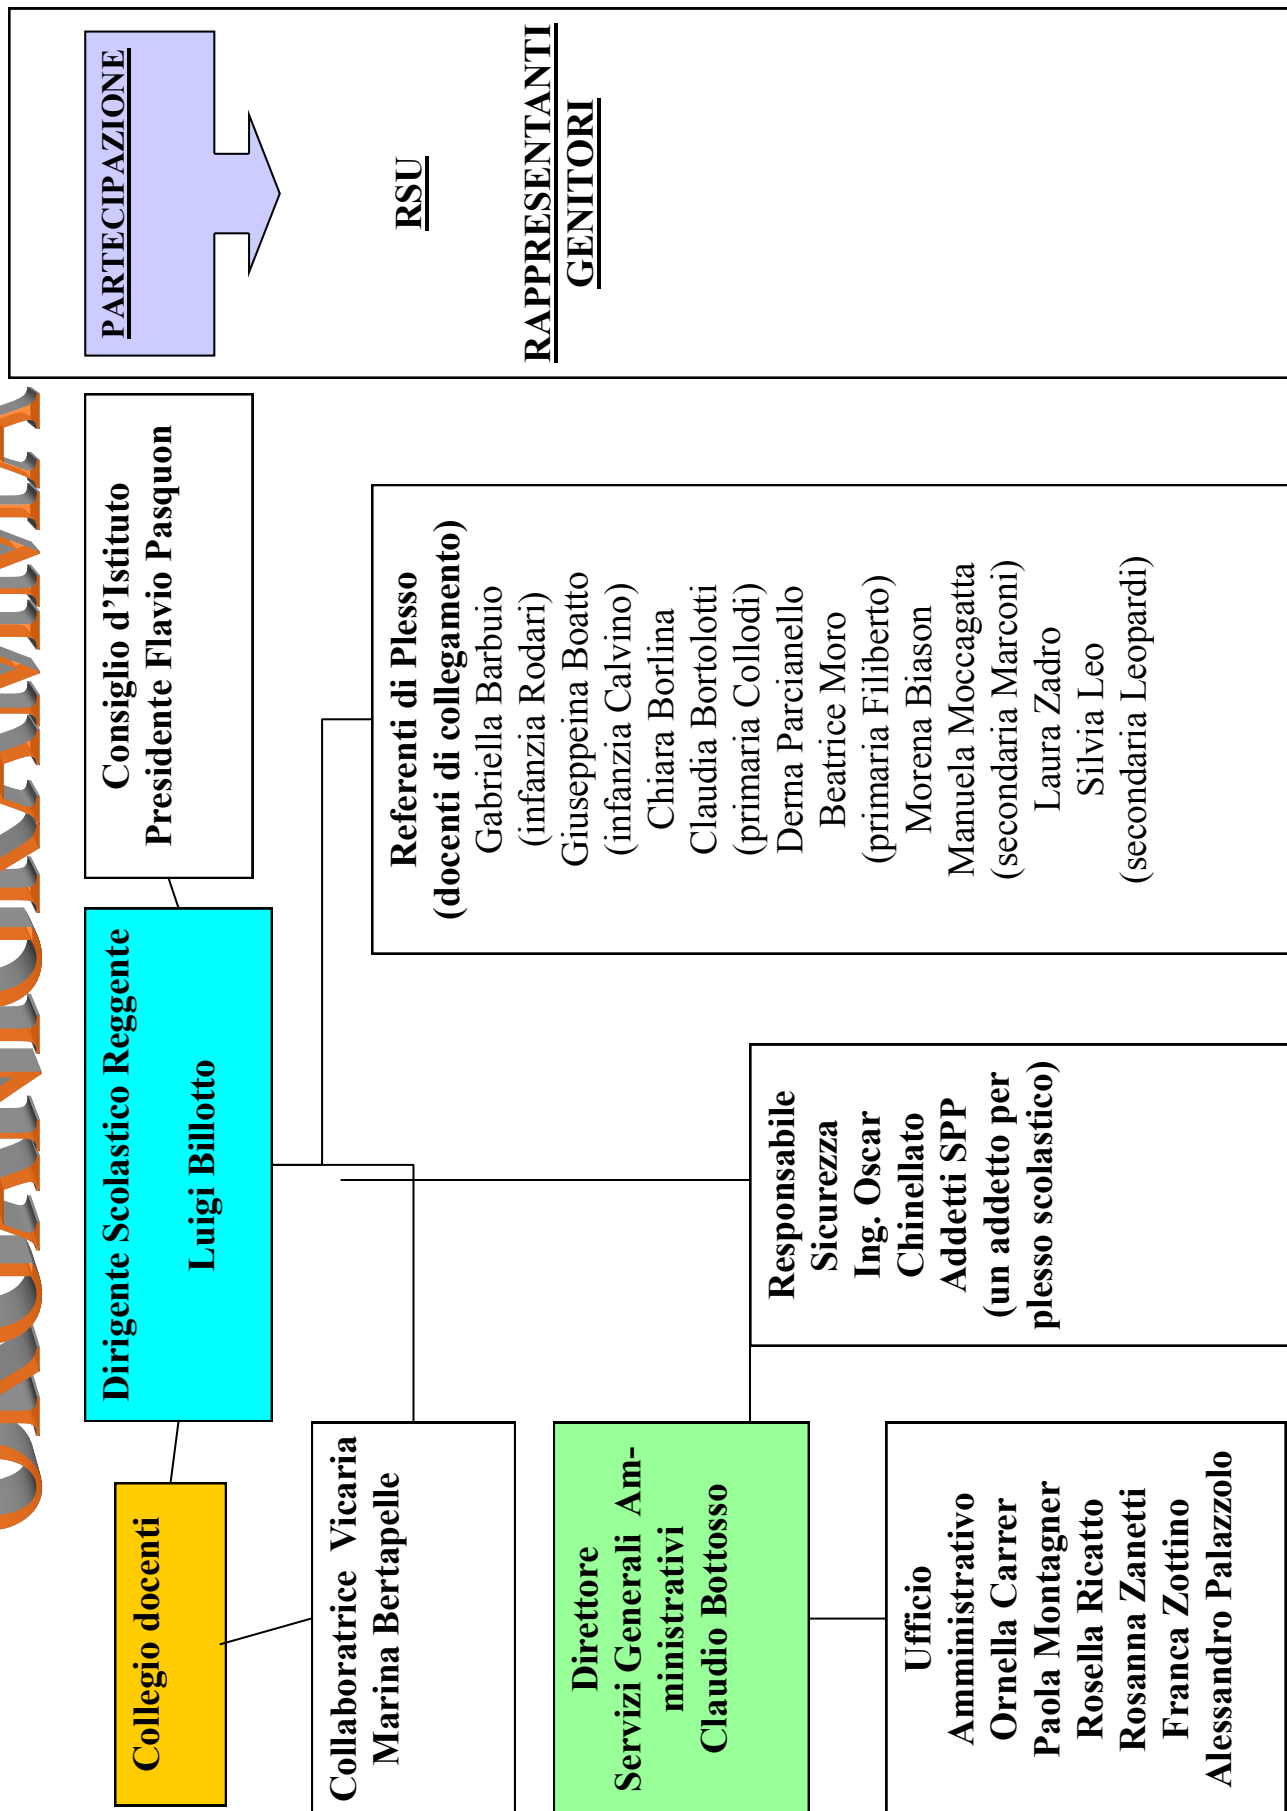 ORGANIGRAMMA
Collegio docenti
Dirigente Scolastico Reggente
Luigi Billotto
Consiglio d'Istituto
Presidente Flavio Pasquon
PARTECIPAZIONE
RSU
RAPPRESENTANTI
GENITORI
Collaboratrice Vicaria
Marina Bertapelle
Referenti di Plesso
(docenti di collegamento)
Gabriella Barbuio
(infanzia Rodari)
Giuseppeina Boatto
(infanzia Calvino)
Chiara Borlina
Claudia Bortolotti
(primaria Collodi)
Derna Parcianello
Beatrice Moro
(primaria Filiberto)
Morena Biason
Manuela Moccagatta
(secondaria Marconi)
Laura Zadro
Silvia Leo
(secondaria Leopardi)
Direttore
Servizi Generali Am-
ministrativi
Claudio Bottosso
Responsabile
Sicurezza
Ing. Oscar
Chinellato
Addetti SPP
(un addetto per
plesso scolastico)
Ufficio
Amministrativo
Ornella Carrer
Paola Montagner
Rosella Ricatto
Rosanna Zanetti
Franca Zottino
Alessandro Palazzolo